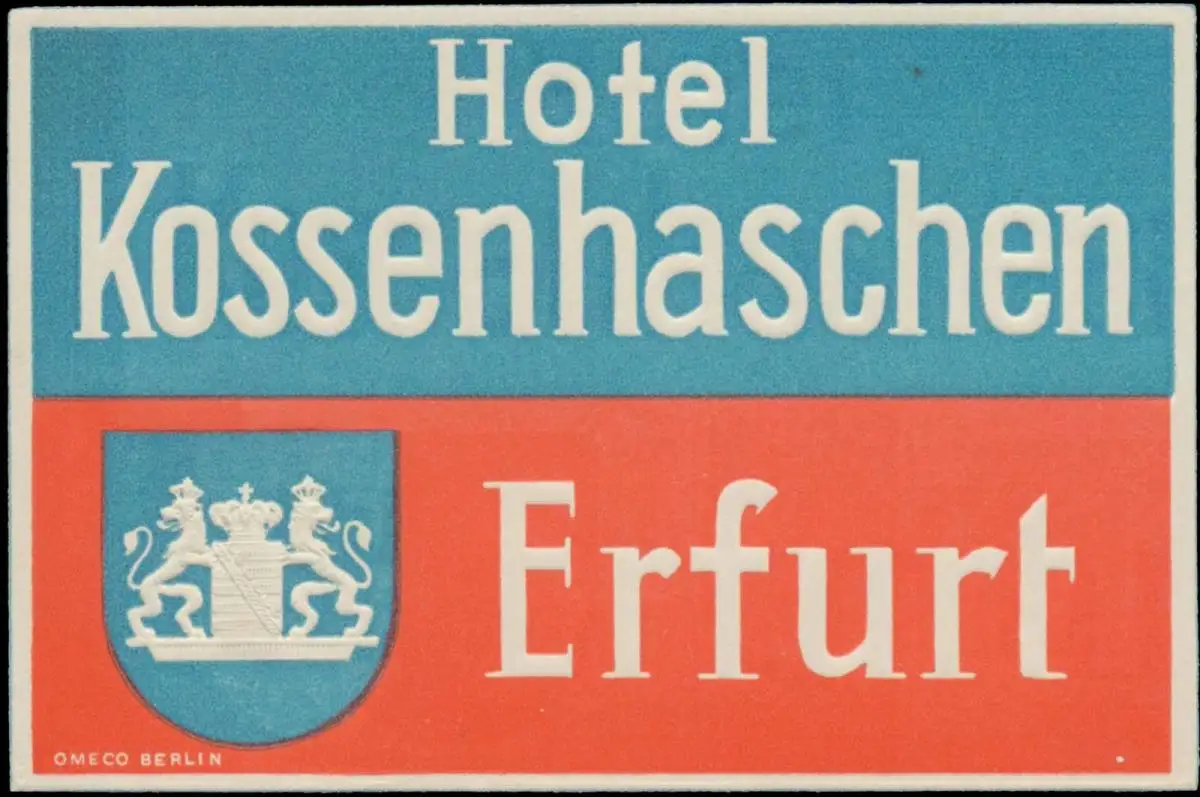 Hotel
Kossenhaschen
Erfurt
OMECO BERLIN